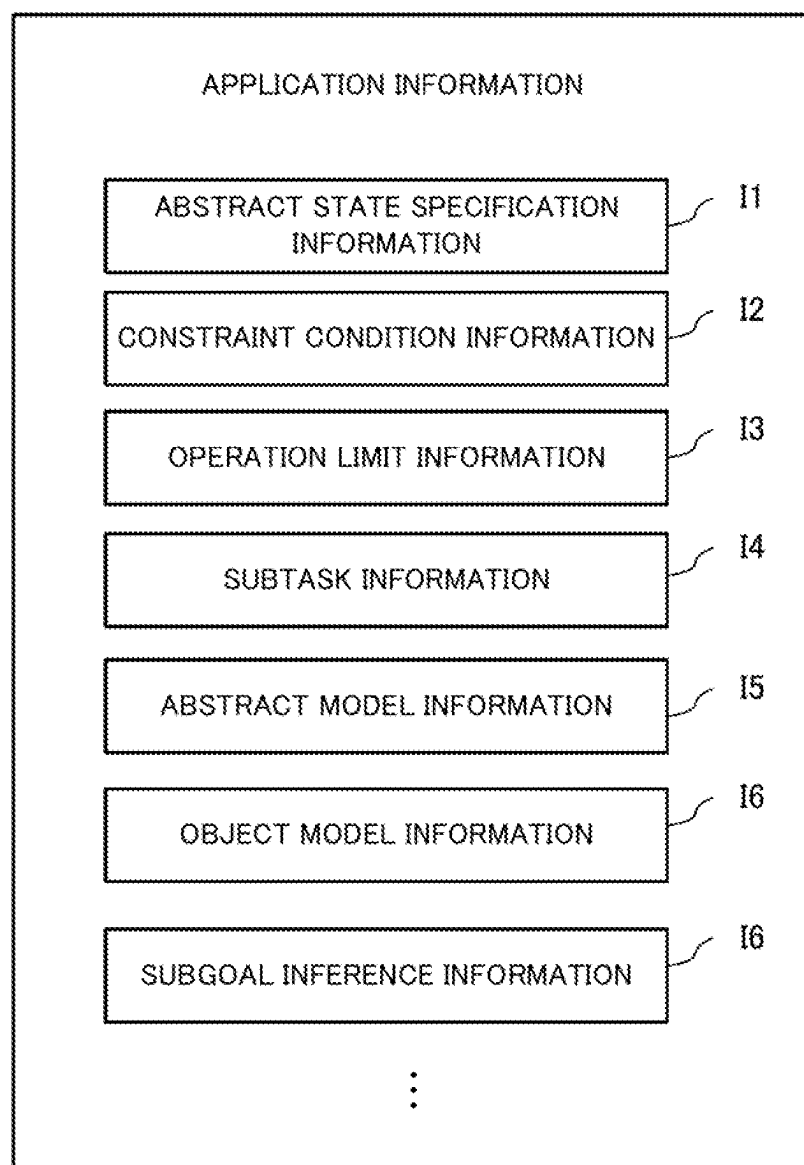 APPLICATION INFORMATION
ABSTRACT STATE SPECIFICATION
INFORMATION
I1
CONSTRAINT CONDITION INFORMATION
I2
OPERATION LIMIT INFORMATION
I3
SUBTASK INFORMATION
I4
ABSTRACT MODEL INFORMATION
I5
OBJECT MODEL INFORMATION
I6
SUBGOAL INFERENCE INFORMATION
I6
⋮